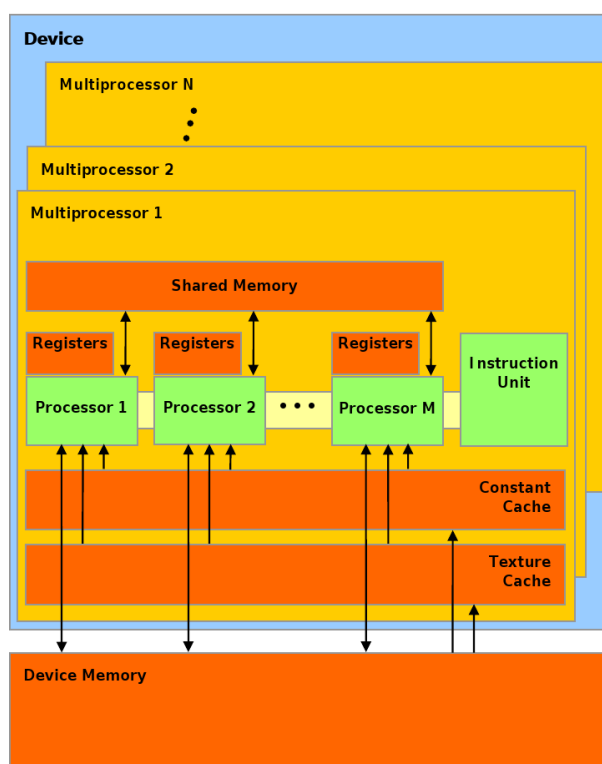 Device
Multiprocessor N
Multiprocessor 2
Multiprocessor 1
Shared Memory
Registers
Registers
Registers
Instruction
Unit
Processor 1
Processor 2
Processor M
Constant
Cache
Texture
Cache
Device Memory